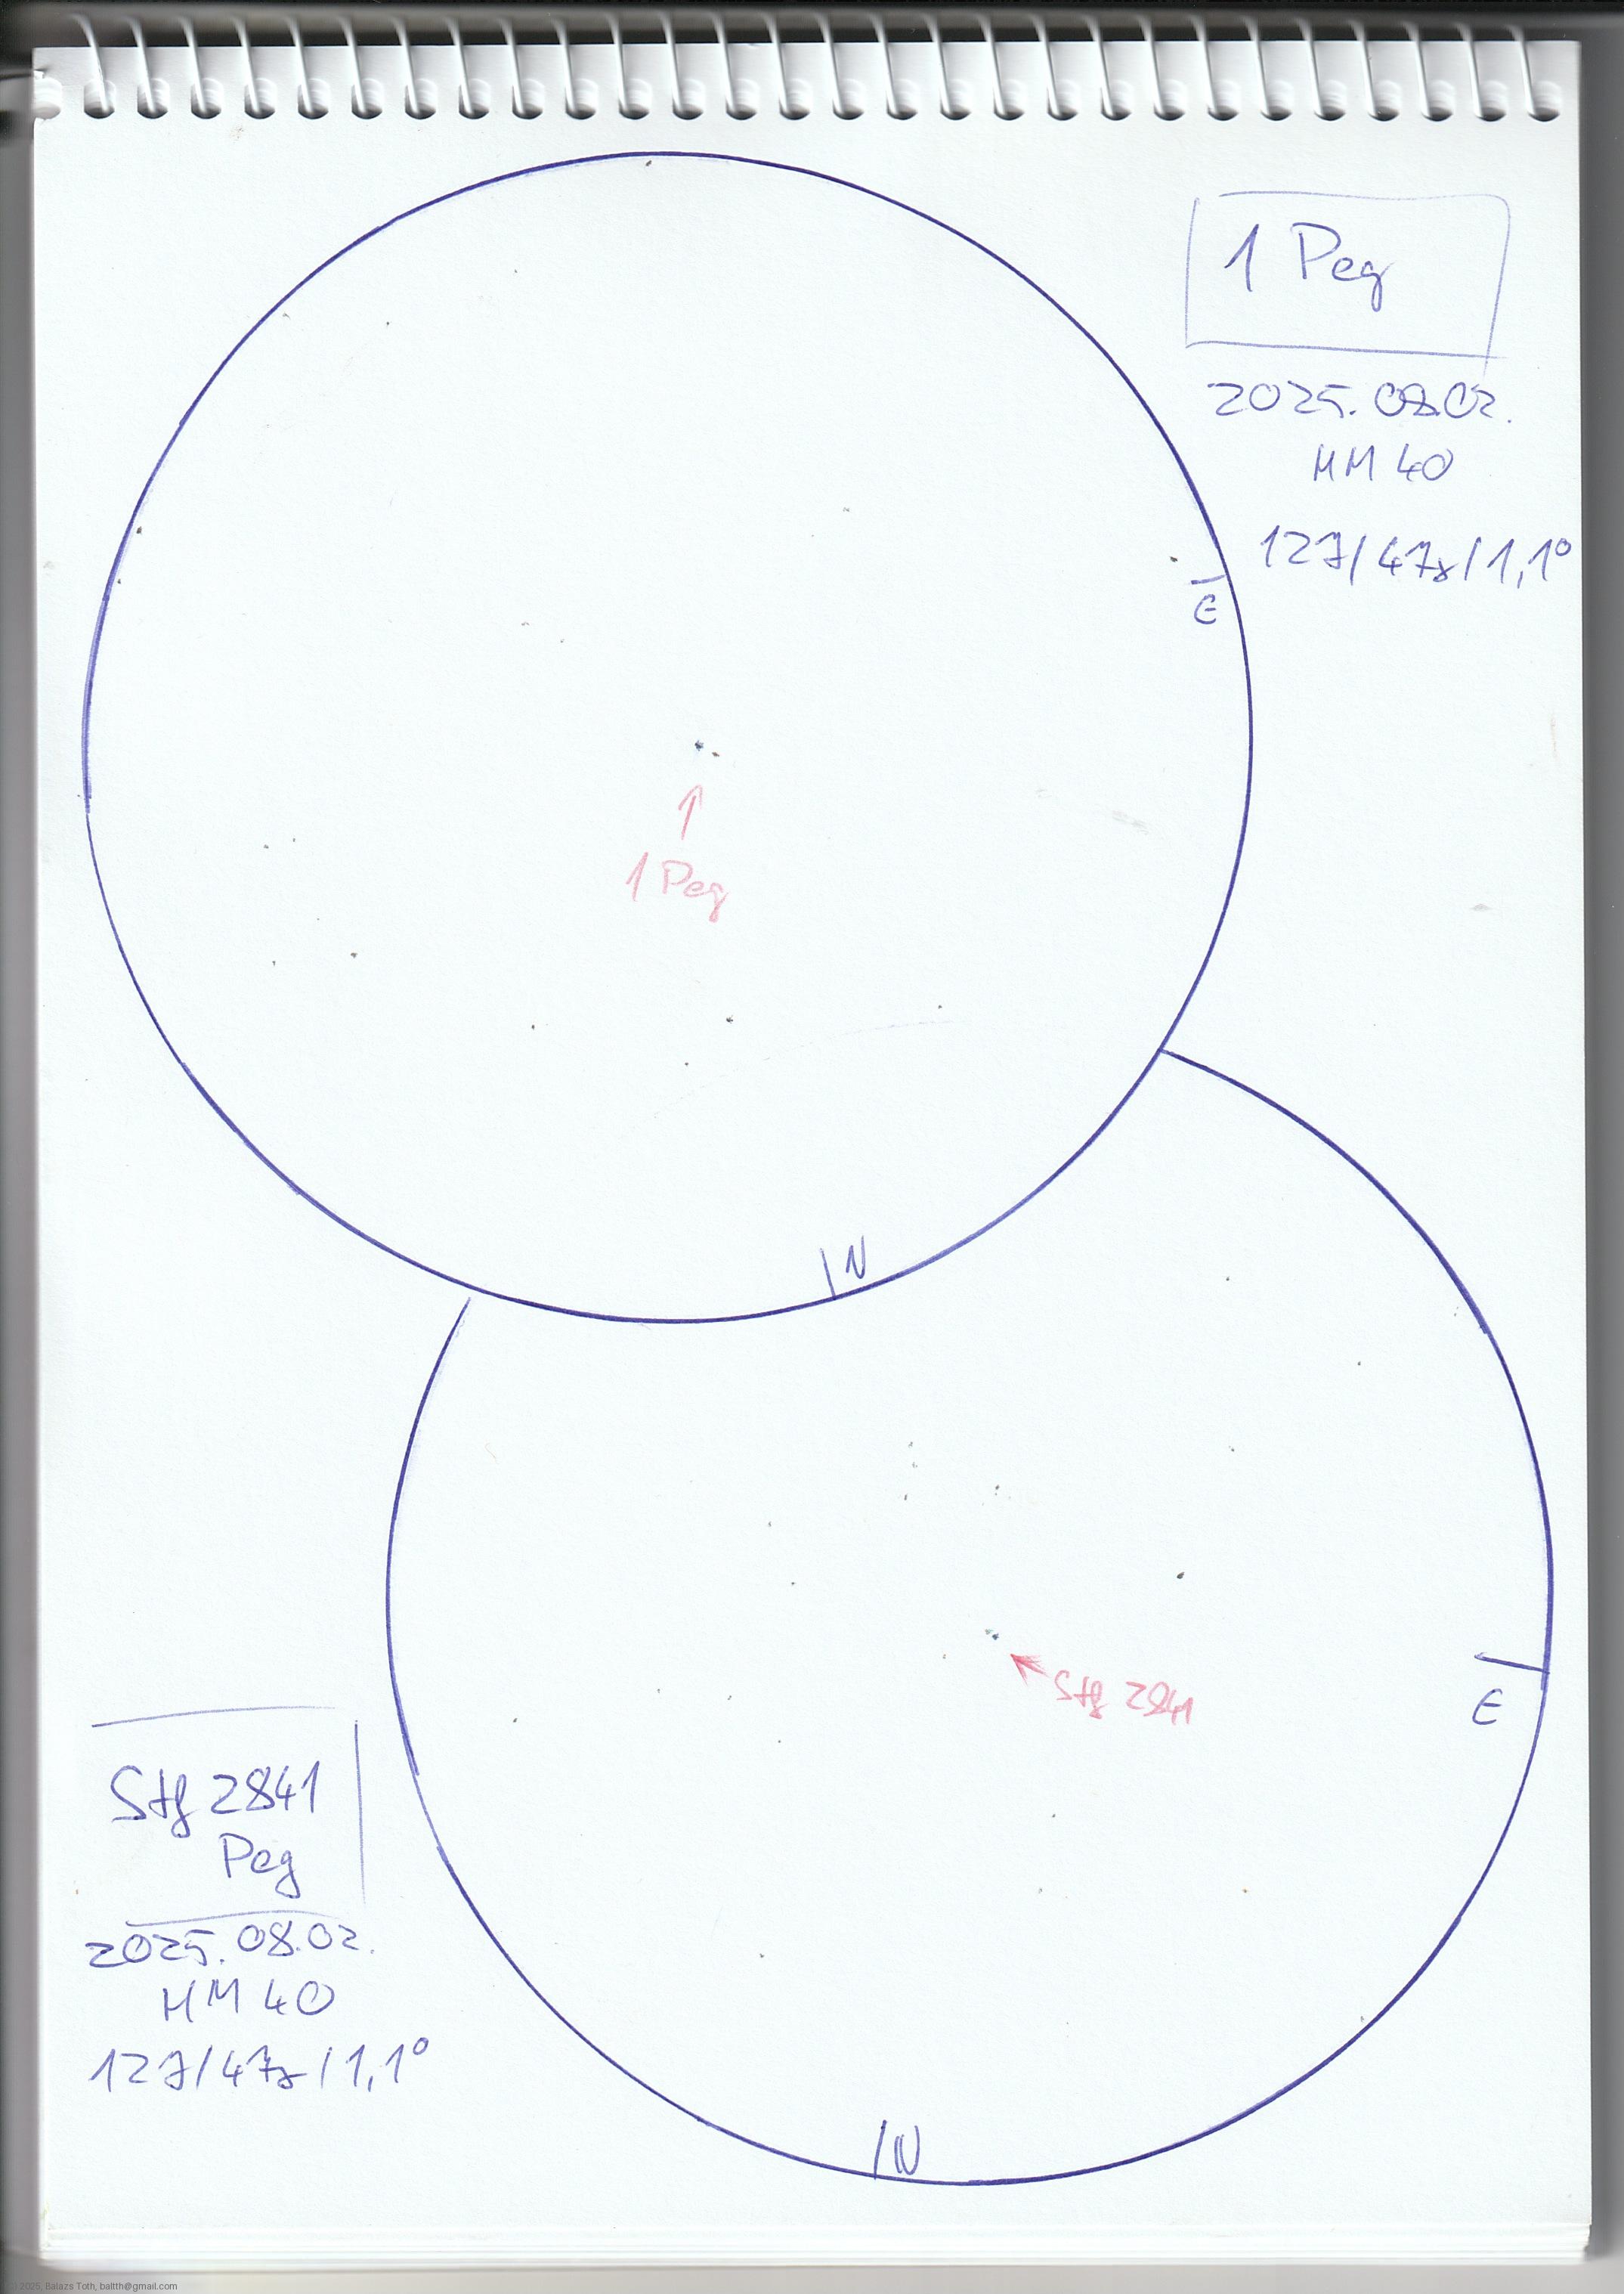 1 Peg
2025.08.02.
HM 40
127/47x/1,1°
E
1 Peg
N
Stf 2841
E
Stf 2841
Peg
2025.08.02.
HM 40
127/47x/1,1°
N
© 2025, Balazs Toth, baltth@gmail.com